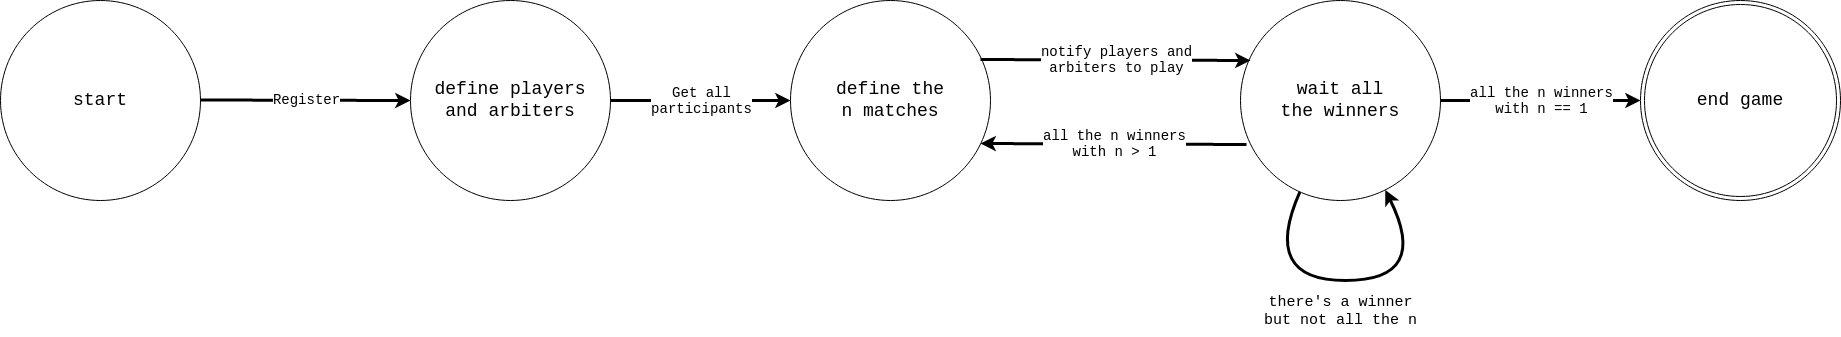 start
Register
define players
and arbiters
Get all
participants
define the
n matches
notify players and
arbiters to play
all the n winners
with n > 1
wait all
the winners
there's a winner
but not all the n
all the n winners
with n == 1
end game